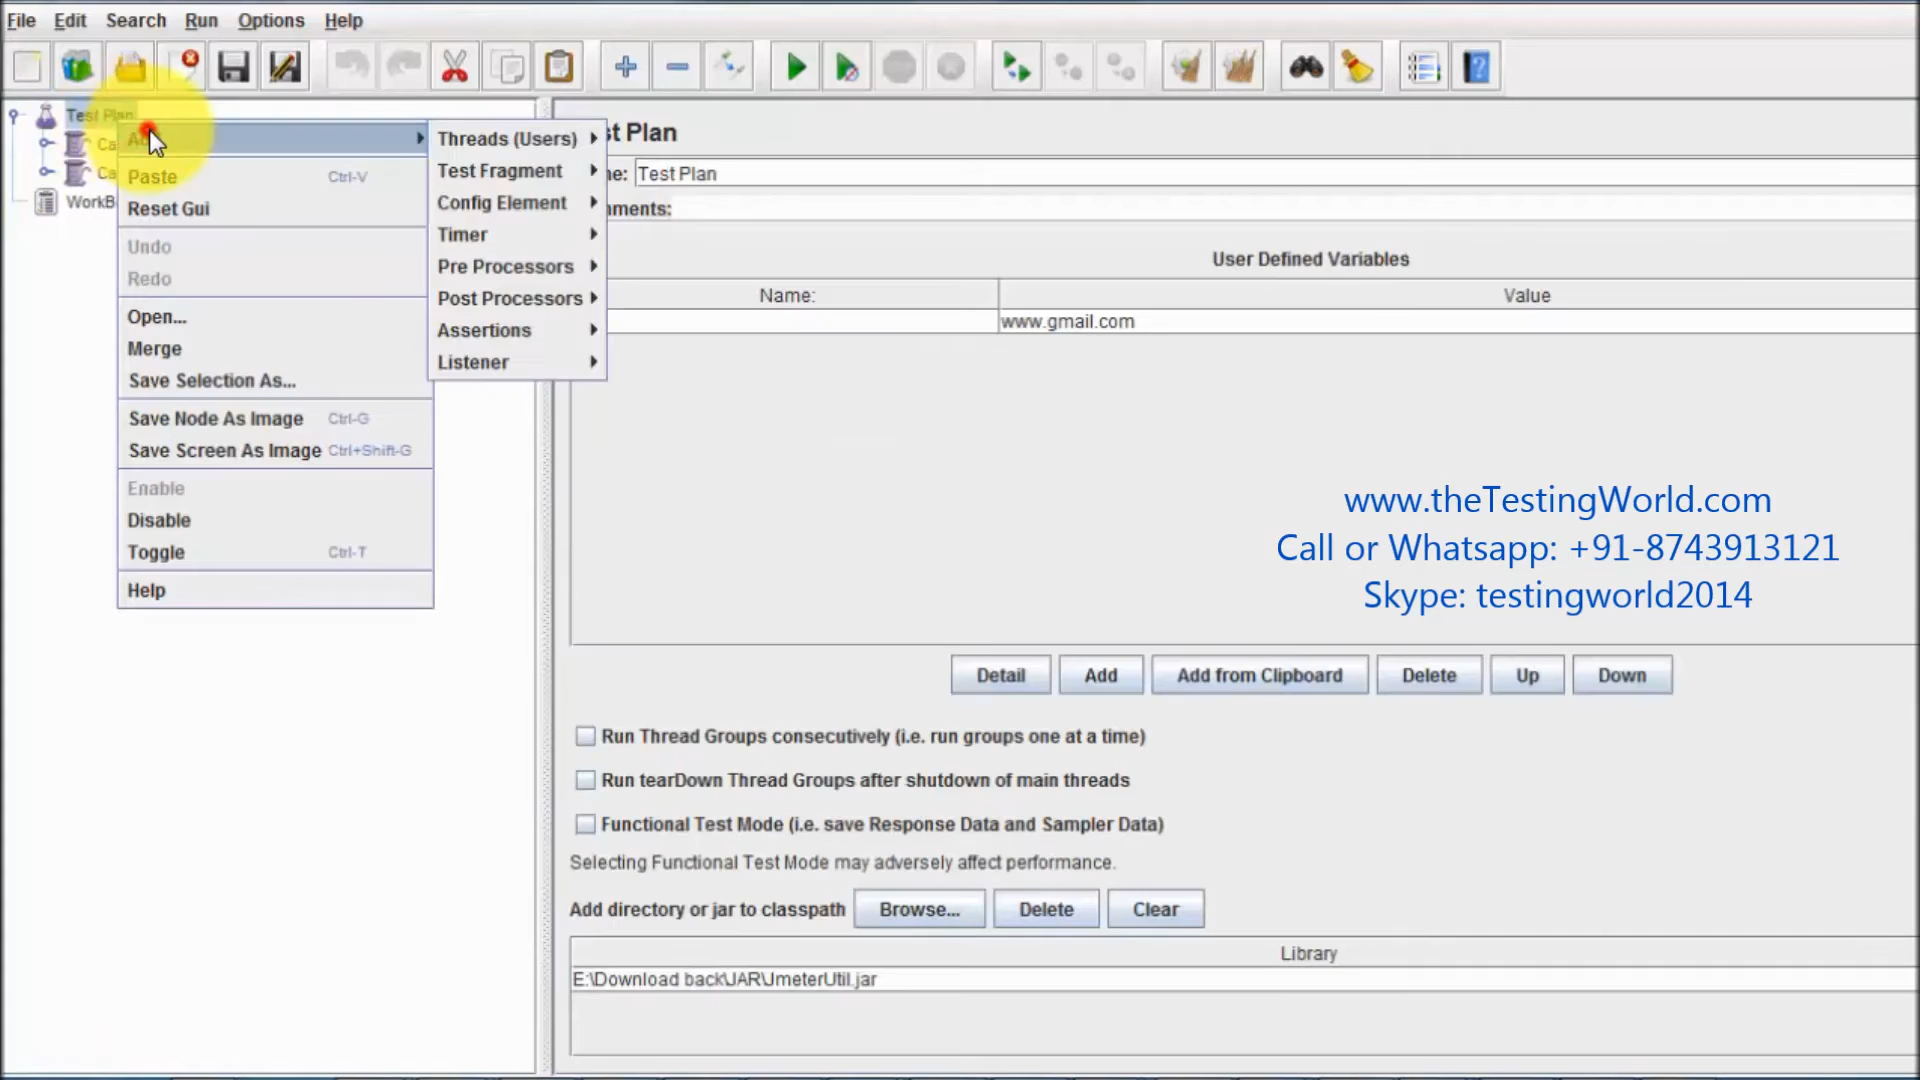 File Edit Search Run Options Help
Test Plan
Ca
Ca
WorkB
Paste Ctrl-V
Reset Gui
Undo
Redo
Open...
Merge
Save Selection As...
Save Node As Image Ctrl-G
Save Screen As Image Ctrl+Shift-G
Enable
Disable
Toggle Ctrl-T
Help
Threads (Users)
Test Fragment
Config Element
Timer
Pre Processors
Post Processors
Assertions
Listener
st Plan
ne: Test Plan
nments:
User Defined Variables
Name: Value
www.gmail.com
www.theTestingWorld.com
Call or Whatsapp: +91-8743913121
Skype: testingworld2014
Detail Add Add from Clipboard Delete Up Down
Run Thread Groups consecutively (i.e. run groups one at a time)
Run tearDown Thread Groups after shutdown of main threads
Functional Test Mode (i.e. save Response Data and Sampler Data)
Selecting Functional Test Mode may adversely affect performance.
Add directory or jar to classpath Browse... Delete Clear
Library
E:\Download back\JAR\JmeterUtil.jar